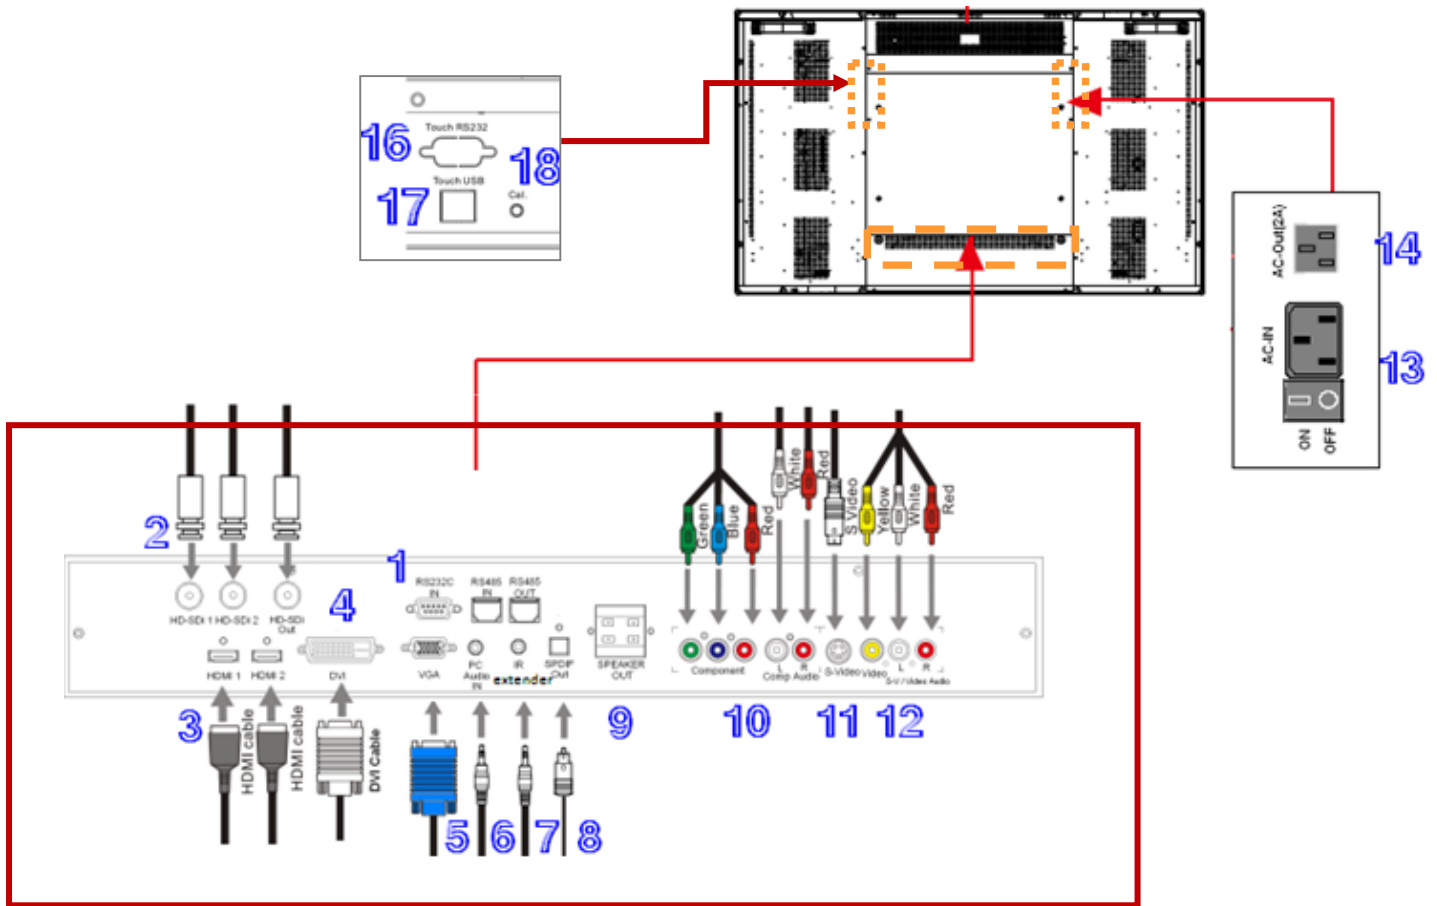 16
Touch RS232
18
Touch USB
17
Cal.
AC-Out(2A)
14
AC-IN
13
ON
OFF
2
1
4
Green
Blue
Red
White
Red
S Video
Yellow
White
Red
RS232C
IN
RS485
IN
RS485
OUT
HD-SDI 1
HD-SDI 2
HD-SDI
Out
HDMI 1
HDMI 2
DVI
VGA
PC
Audio
IN
IR
extender
SPDIF
Out
SPEAKER
OUT
Component
L
R
Comp Audio
S-Video
Video
L
R
S-V / Video Audio
3
HDMI cable
HDMI cable
DVI Cable
5
6
7
8
9
10
11
12